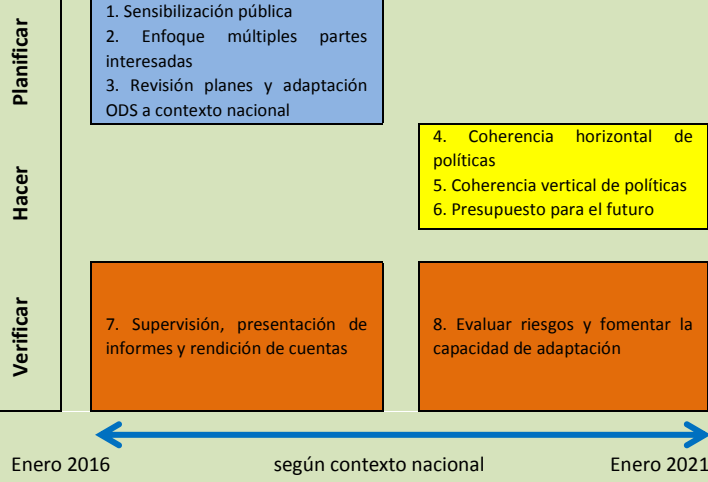 Planificar
1. Sensibilización pública
2. Enfoque múltiples partes
interesadas
3. Revisión planes y adaptación
ODS a contexto nacional
Hacer
4. Coherencia horizontal de
políticas
5. Coherencia vertical de políticas
6. Presupuesto para el futuro
Verificar
7. Supervisión, presentación de
informes y rendición de cuentas
8. Evaluar riesgos y fomentar la
capacidad de adaptación
Enero 2016 según contexto nacional Enero 2021